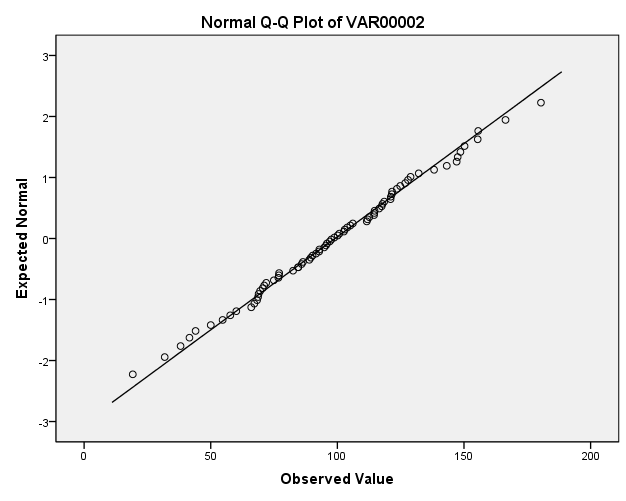 Normal Q-Q Plot of VAR00002
3
2
1
0
-1
-2
-3
Expected Normal
0 50 100 150 200
Observed Value